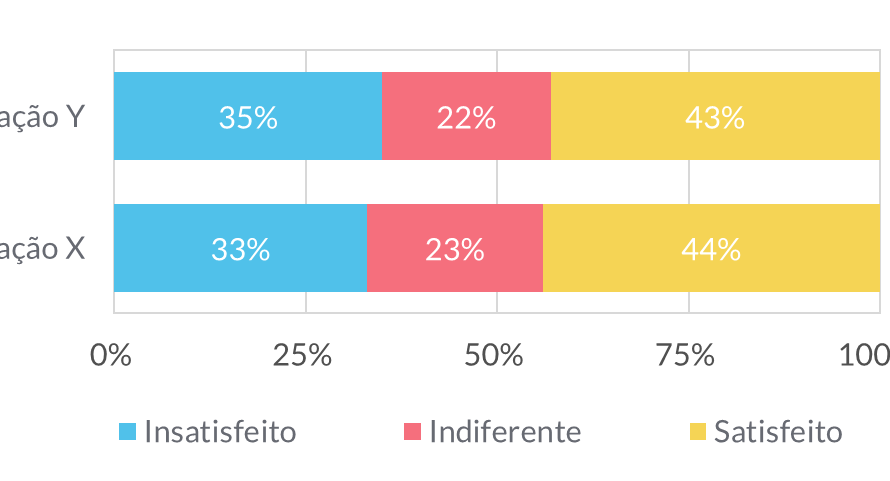 ação Y 35% 22% 43%
ação X 33% 23% 44%
0% 25% 50% 75% 100
Insatisfeito Indiferente Satisfeito